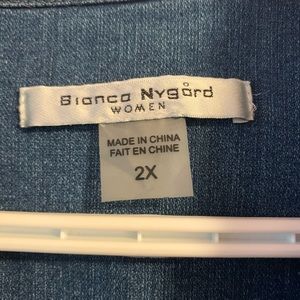 Bianca Nygård
WOMEN
MADE IN CHINA
FAIT EN CHINE
2X